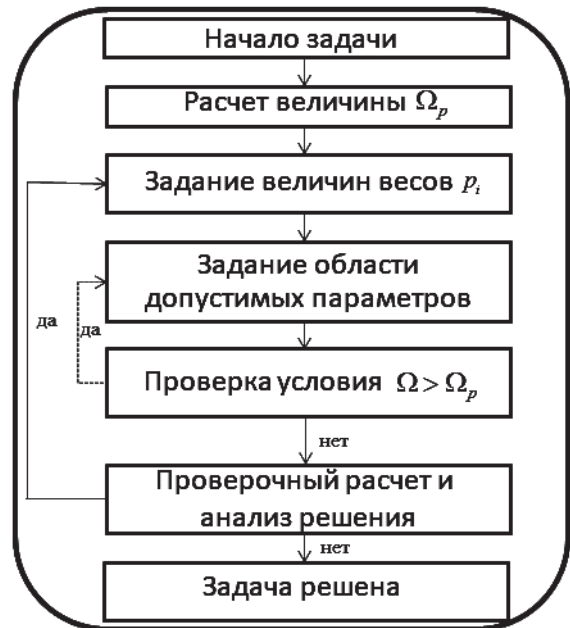 Начало задачи
Расчет величины Ωₚ
Задание величин весов pᵢ
Задание области
допустимых параметров
да
да
Проверка условия Ω > Ωₚ
нет
Проверочный расчет и
анализ решения
нет
Задача решена